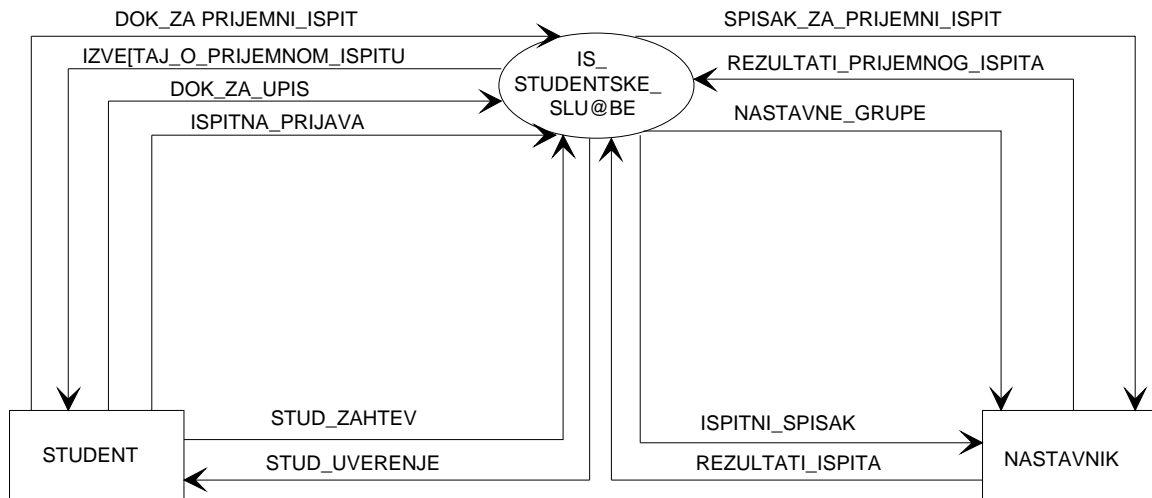 DOK_ZA PRIJEMNI_ISPIT
SPISAK_ZA_PRIJEMNI_ISPIT
IZVE[TAJ_O_PRIJEMNOM_ISPITU
IS_
STUDENTSKE_
SLU@BE
REZULTATI_PRIJEMNOG_ISPITA
DOK_ZA_UPIS
NASTAVNE_GRUPE
ISPITNA_PRIJAVA
STUD_ZAHTEV
ISPITNI_SPISAK
STUDENT
STUD_UVERENJE
REZULTATI_ISPITA
NASTAVNIK